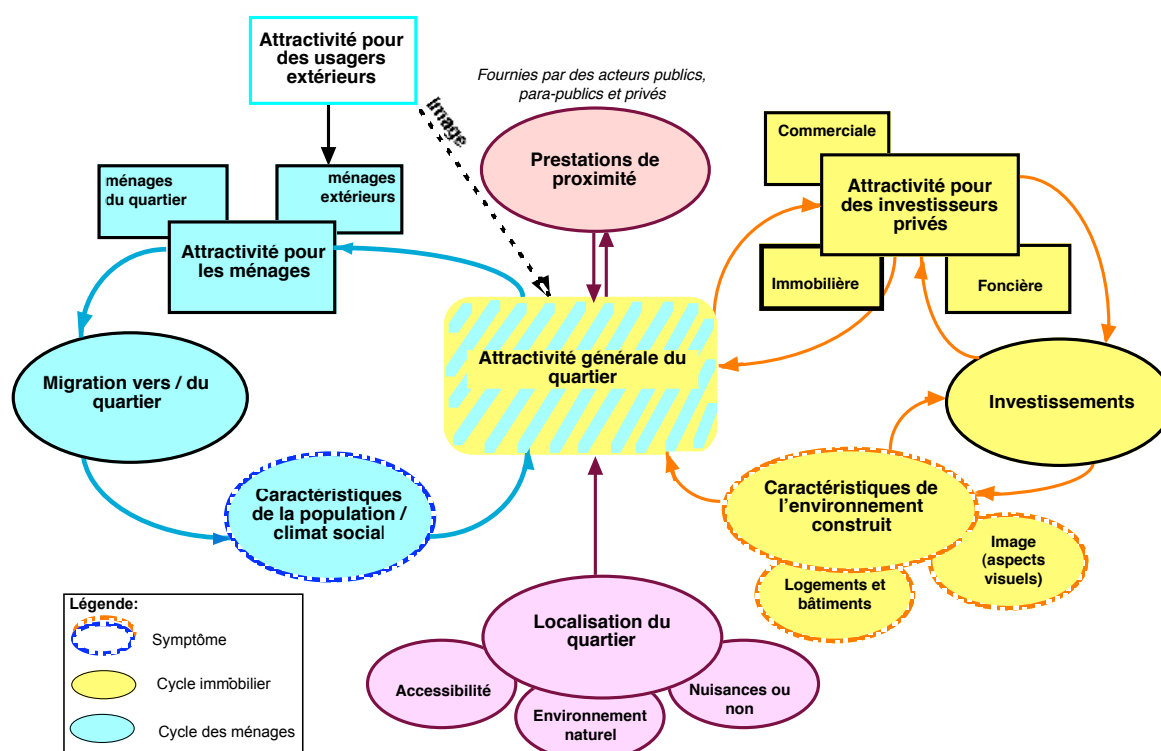 Attractivité pour
des usagers
extérieurs
Image
Fournies par des acteurs publics,
para-publics et privés
Prestations de
proximité
Commerciale
Attractivité pour
des investisseurs
privés
Immobilière
Foncière
ménages
du quartier
ménages
extérieurs
Attractivité pour
les ménages
Attractivité générale du
quartier
Migration vers / du
quartier
Investissements
Caractéristiques
de la population /
climat social
Caractéristiques de
l'environnement
construit
Image
(aspects
visuels)
Logements et
bâtiments
Localisation du
quartier
Accessibilité
Environnement
naturel
Nuisances ou
non
Légende:
Symptôme
Cycle immobilier
Cycle des ménages